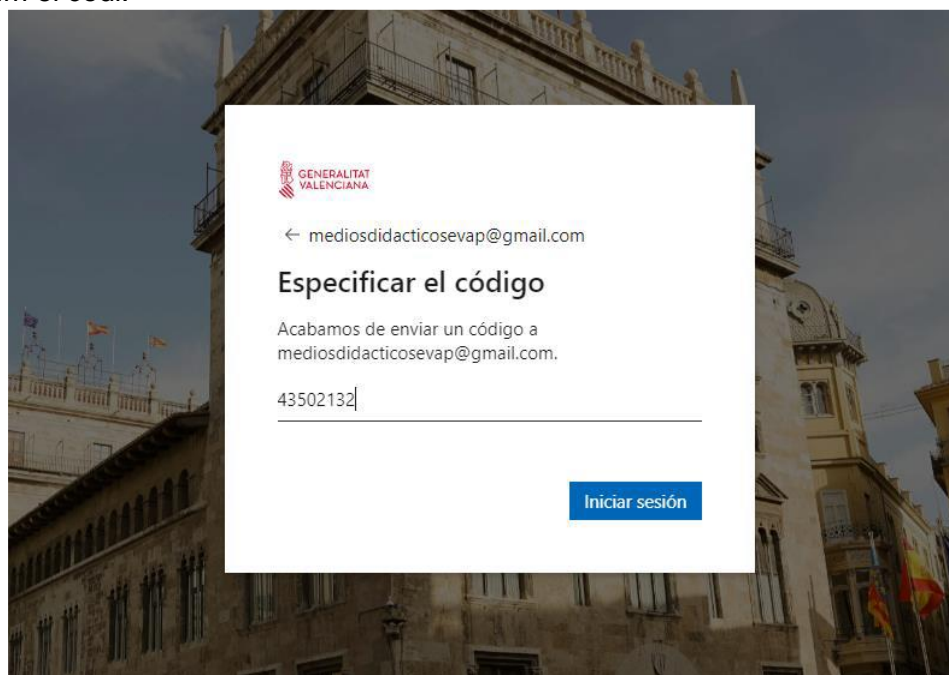 GENERALITAT
VALENCIANA
← mediosdidacticosevap@gmail.com
Especificar el código
Acabamos de enviar un código a
mediosdidacticosevap@gmail.com.
43502132
Iniciar sesión